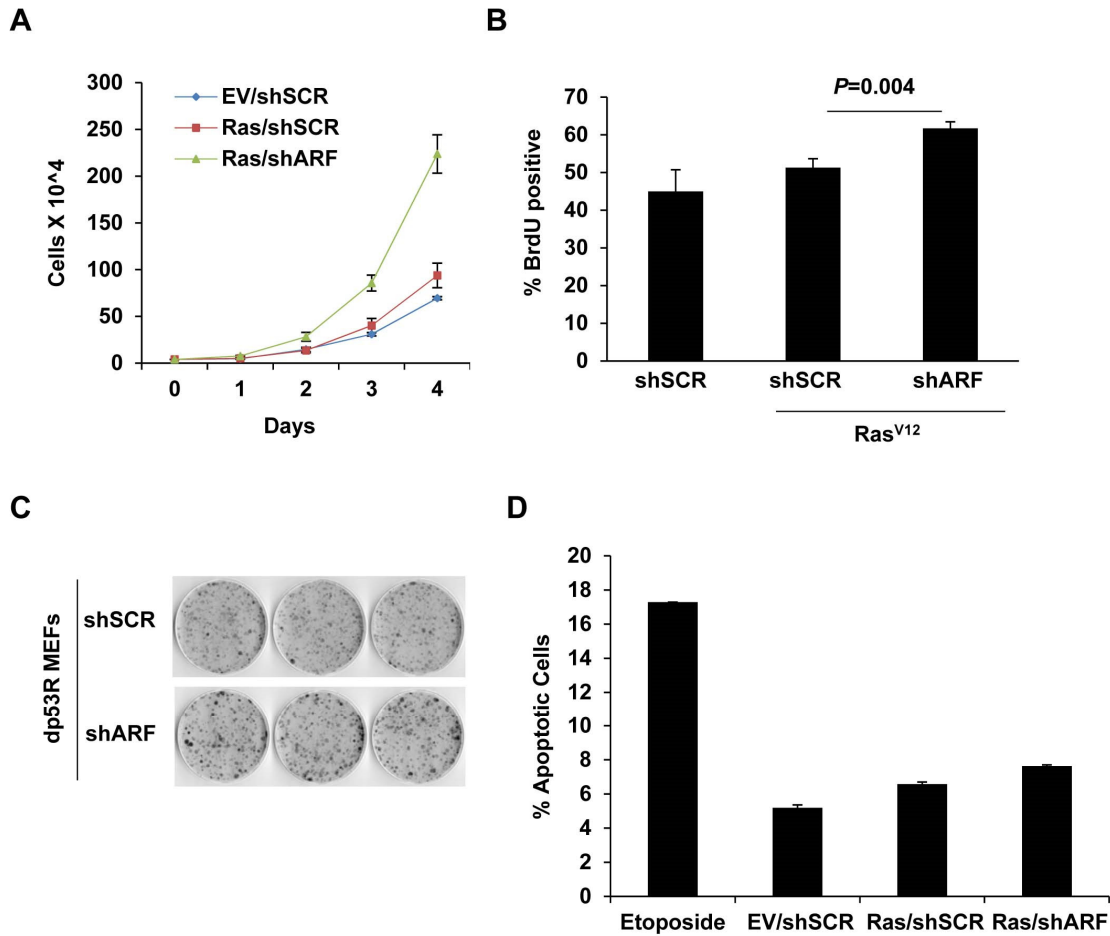 A
300
250
200
150
100
50
0
Cells X 10^4
EV/shSCR
Ras/shSCR
Ras/shARF
0 1 2 3 4
Days
B
P=0.004
70
60
50
40
30
20
10
0
% BrdU positive
shSCR shSCR shARF
Ras^V12
C
dp53R MEFs
shSCR
shARF
D
20
18
16
14
12
10
8
6
4
2
0
% Apoptotic Cells
Etoposide EV/shSCR Ras/shSCR Ras/shARF